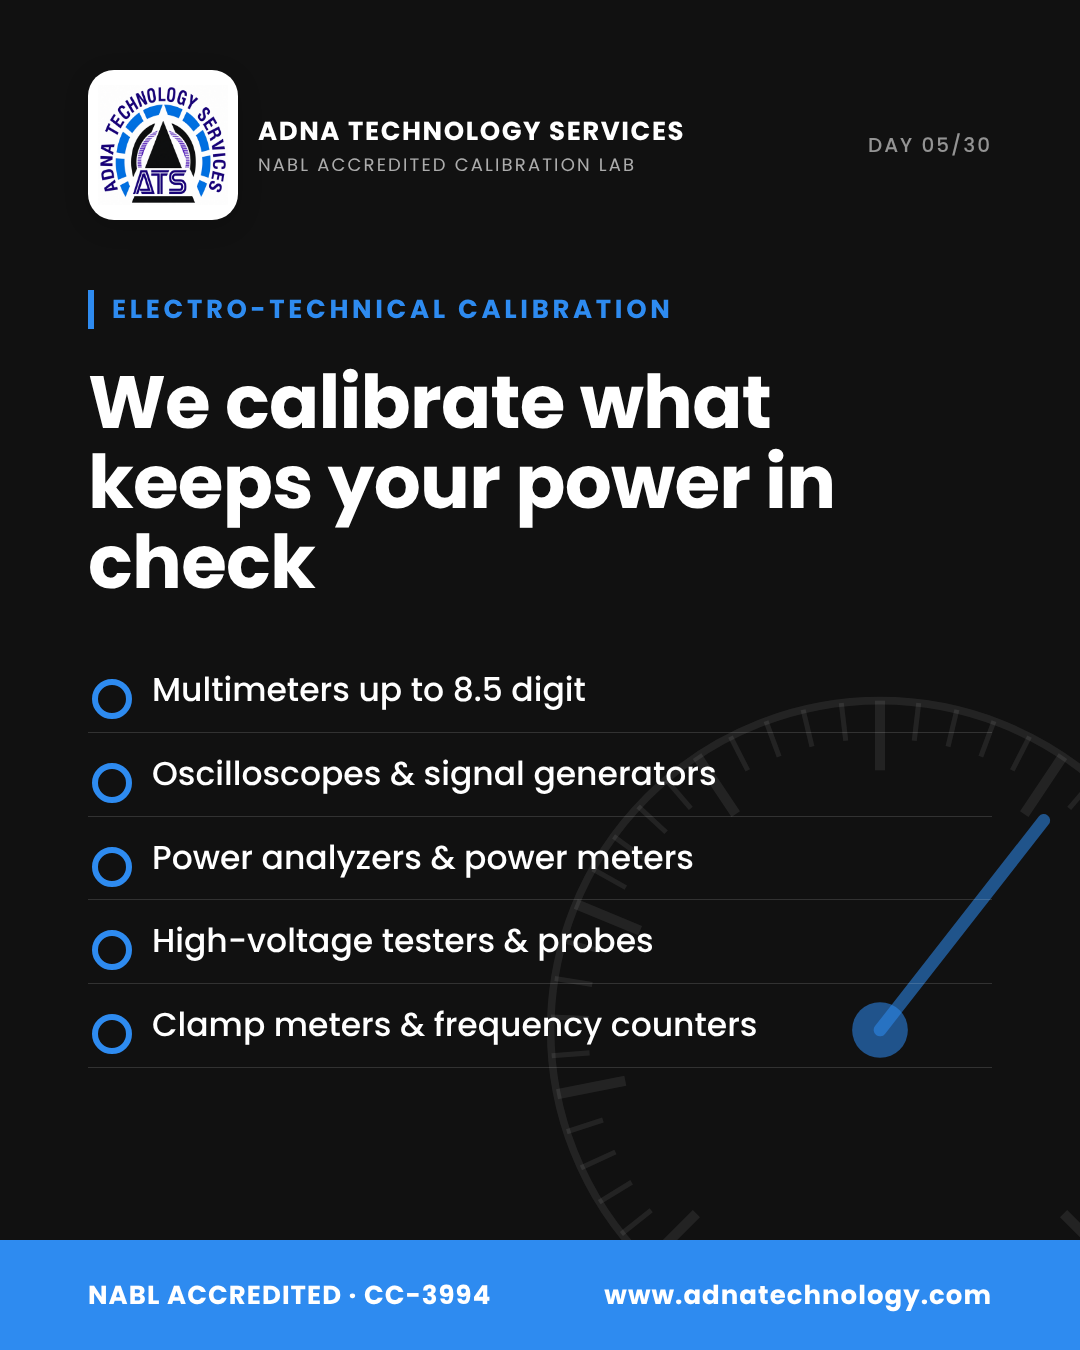 ADNA TECHNOLOGY SERVICES
ATS
ADNA TECHNOLOGY SERVICES
NABL ACCREDITED CALIBRATION LAB
DAY 05/30
ELECTRO-TECHNICAL CALIBRATION
We calibrate what
keeps your power in
check
Multimeters up to 8.5 digit
Oscilloscopes & signal generators
Power analyzers & power meters
High-voltage testers & probes
Clamp meters & frequency counters
NABL ACCREDITED · CC-3994
www.adnatechnology.com